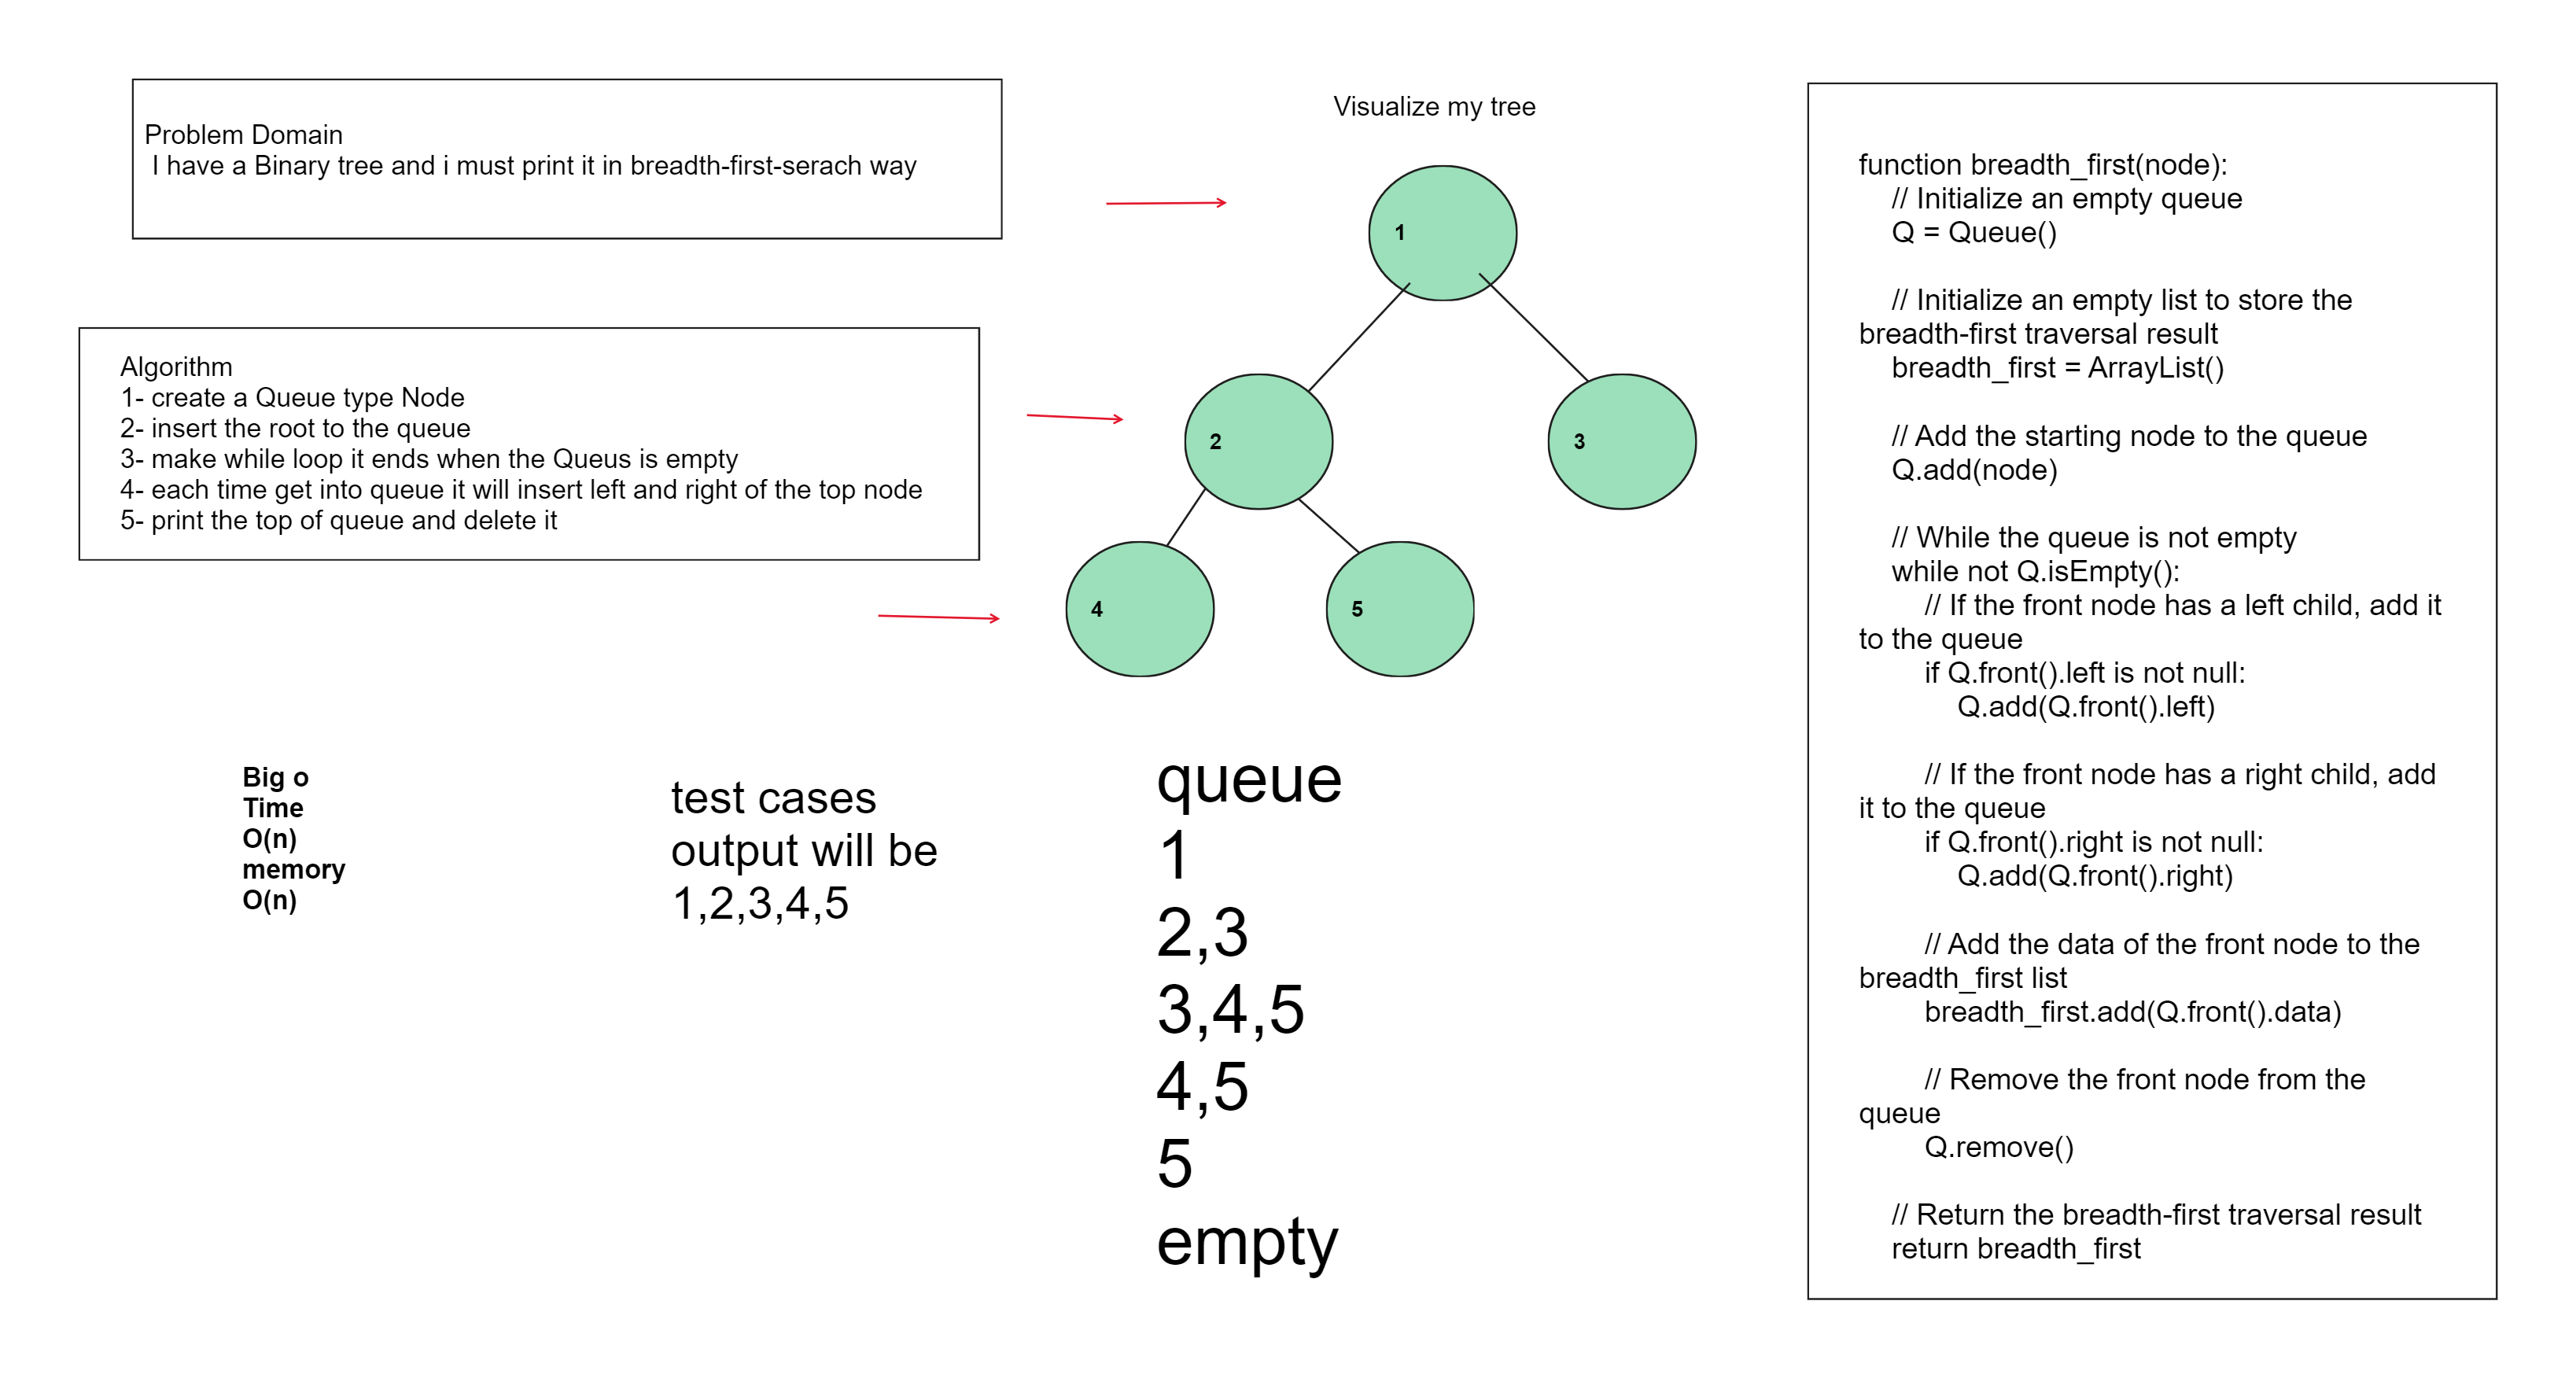 Problem Domain
I have a Binary tree and i must print it in breadth-first-serach way
Algorithm
1- create a Queue type Node
2- insert the root to the queue
3- make while loop it ends when the Queus is empty
4- each time get into queue it will insert left and right of the top node
5- print the top of queue and delete it
Visualize my tree
1
2
3
4
5
Big o
Time
O(n)
memory
O(n)
test cases
output will be
1,2,3,4,5
queue
1
2,3
3,4,5
4,5
5
empty
function breadth_first(node):
// Initialize an empty queue
Q = Queue()
// Initialize an empty list to store the
breadth-first traversal result
breadth_first = ArrayList()
// Add the starting node to the queue
Q.add(node)
// While the queue is not empty
while not Q.isEmpty():
// If the front node has a left child, add it
to the queue
if Q.front().left is not null:
Q.add(Q.front().left)
// If the front node has a right child, add
it to the queue
if Q.front().right is not null:
Q.add(Q.front().right)
// Add the data of the front node to the
breadth_first list
breadth_first.add(Q.front().data)
// Remove the front node from the
queue
Q.remove()
// Return the breadth-first traversal result
return breadth_first